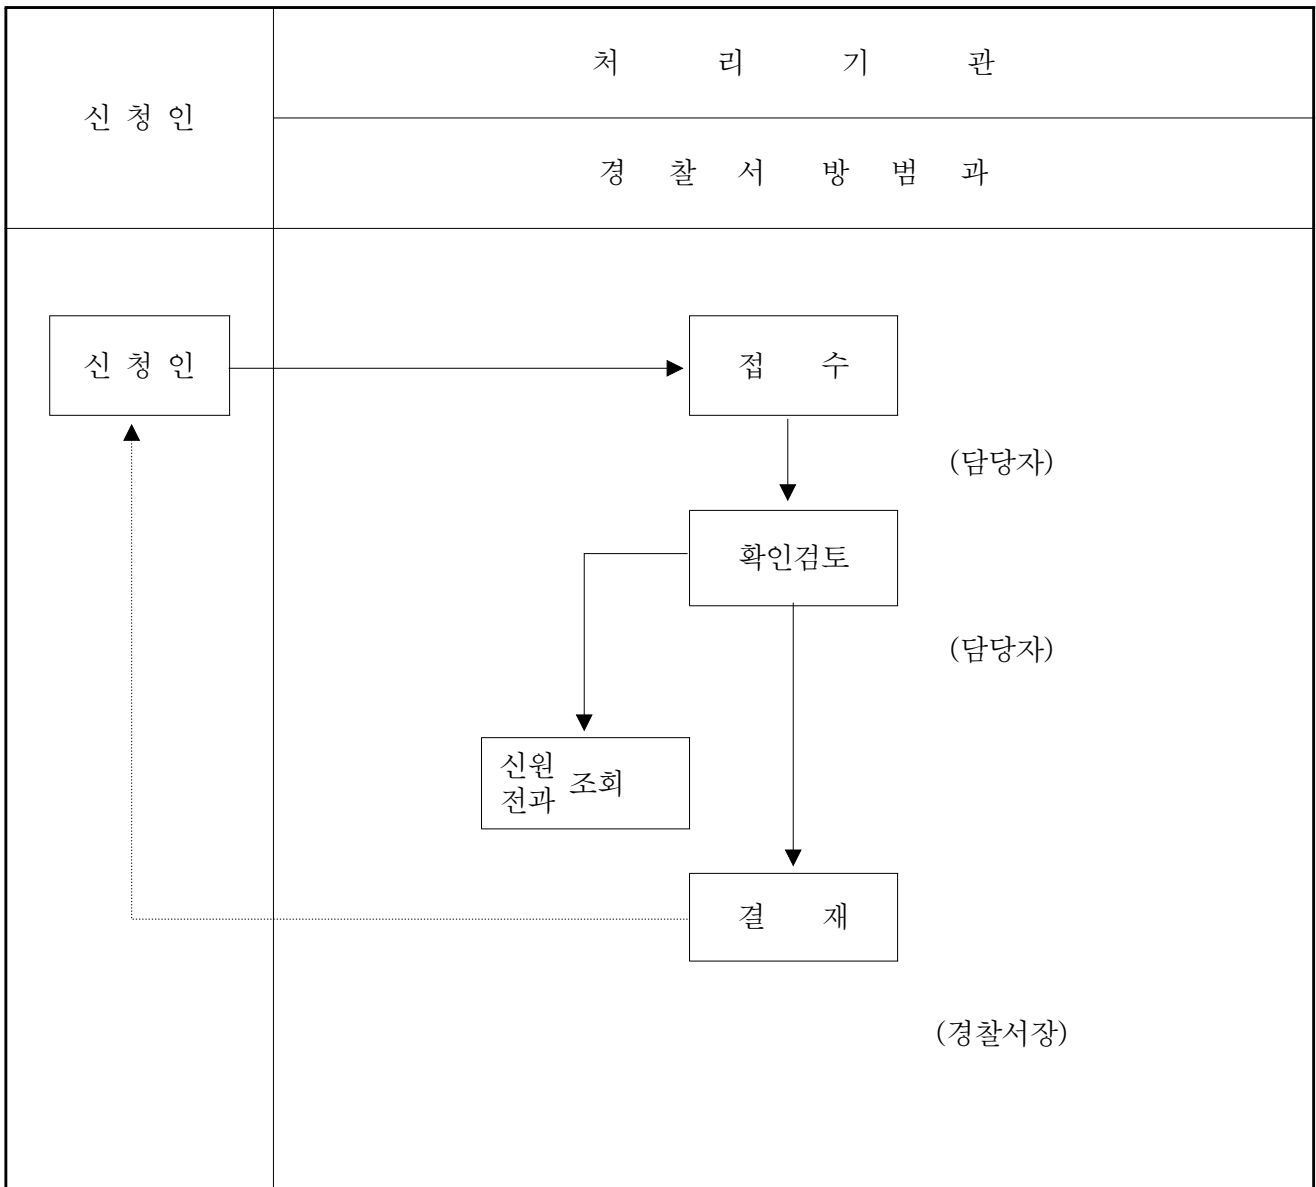 처 리 기 관
신 청 인
경 찰 서 방 범 과
신 청 인
접 수
(담당자)
확인검토
(담당자)
신원
전과 조회
결 재
(경찰서장)